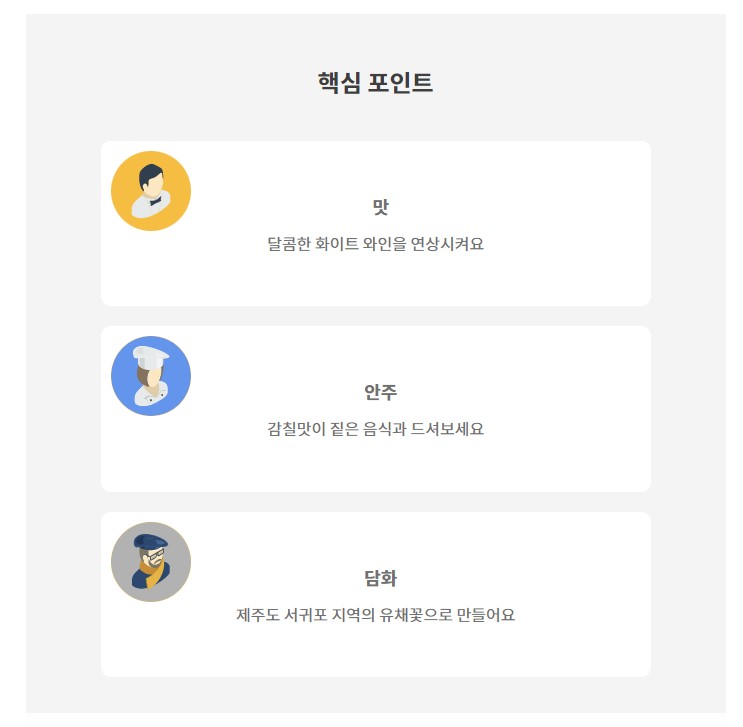 핵심 포인트
맛
달콤한 화이트 와인을 연상시켜요
안주
감칠맛이 짙은 음식과 드셔보세요
담화
제주도 서귀포 지역의 유채꽃으로 만들어요